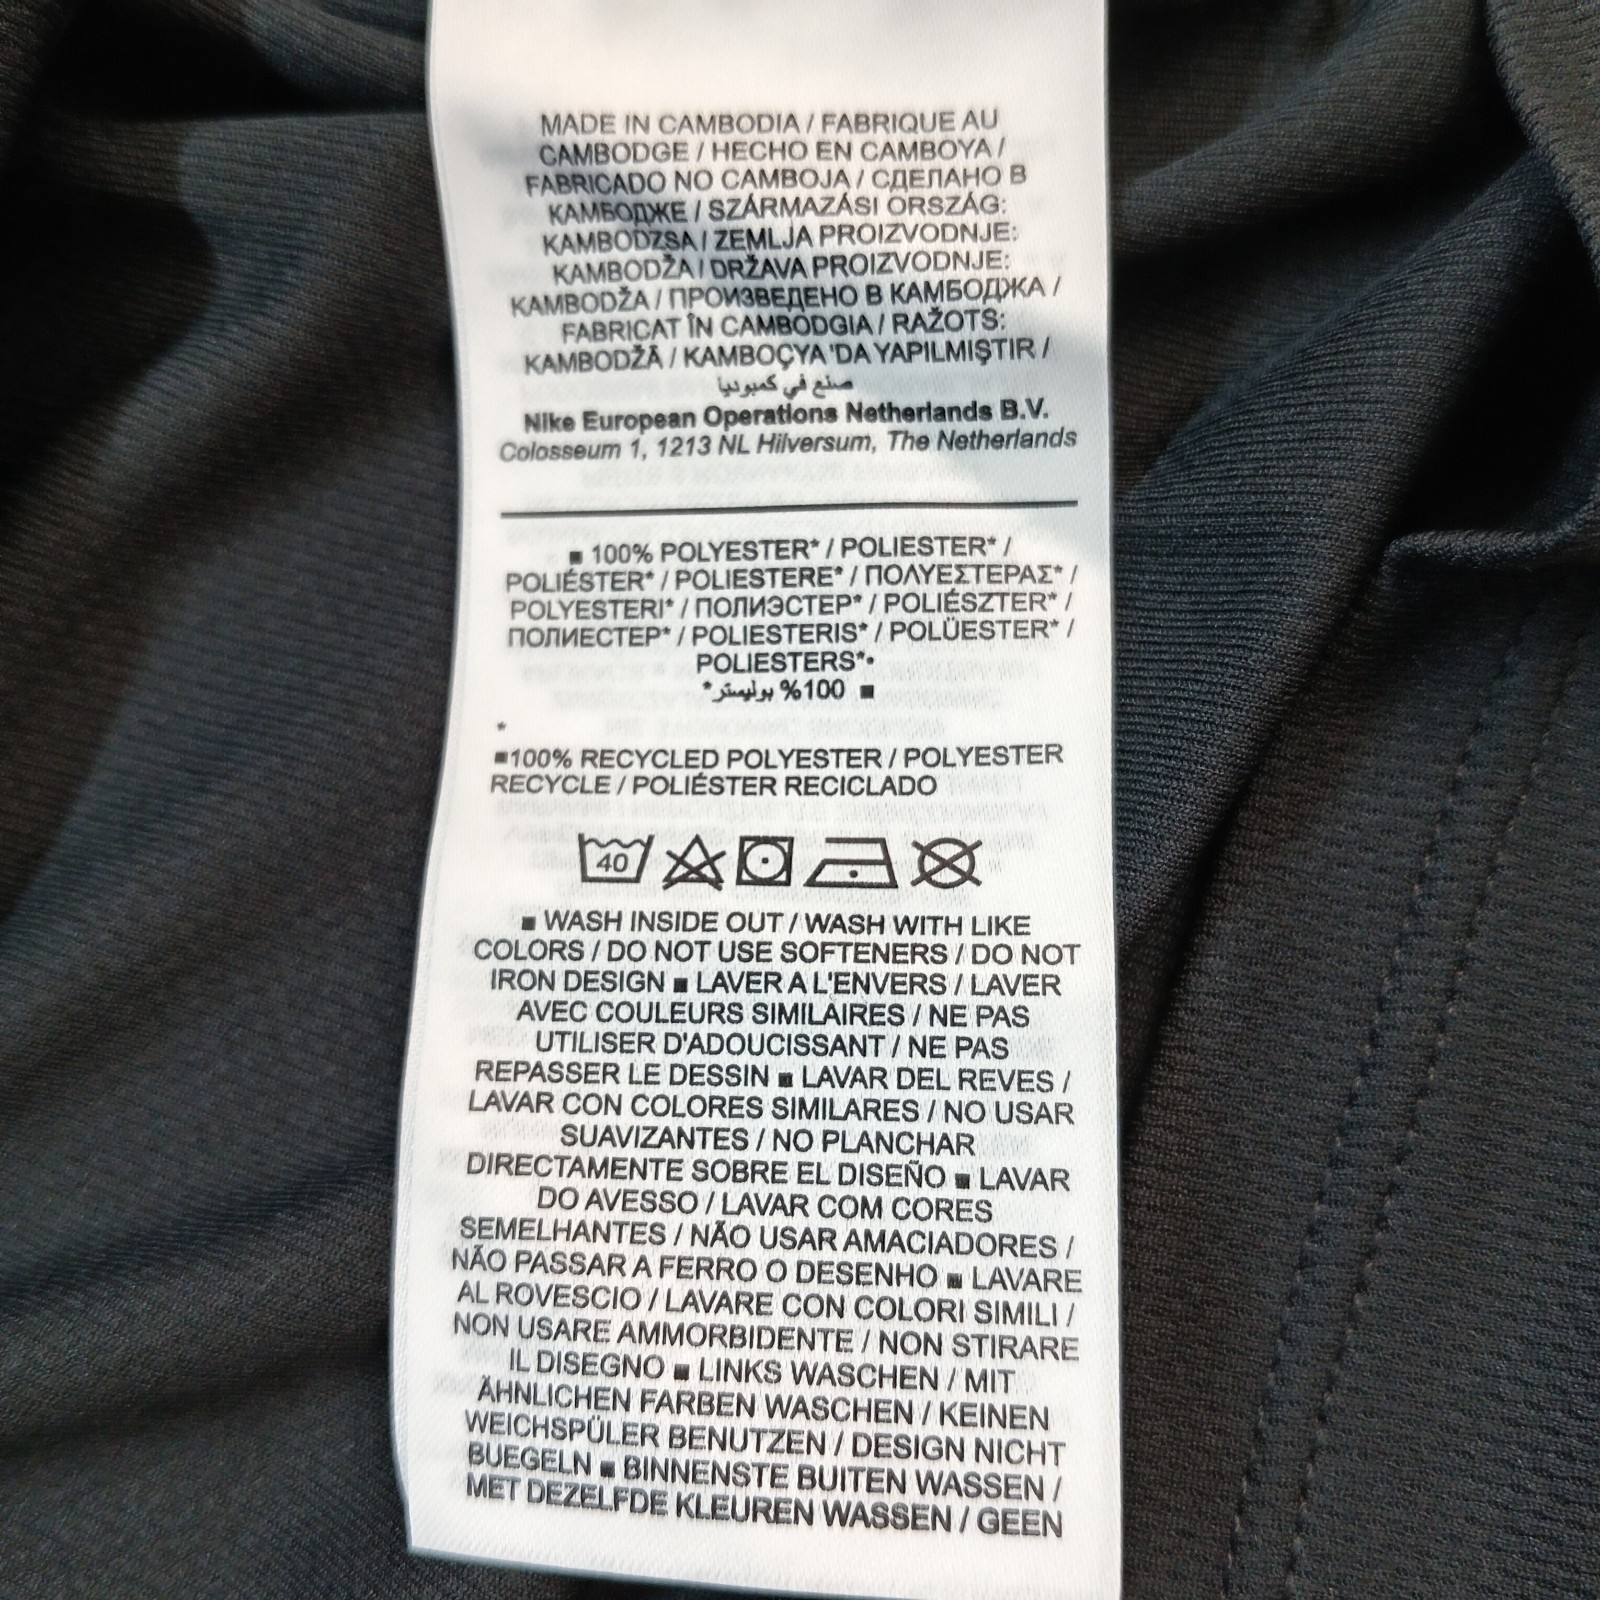 MADE IN CAMBODIA / FABRIQUE AU
CAMBODGE / HECHO EN CAMBOYA /
FABRICADO NO CAMBOJA / СДЕЛАНО В
КАМБОДЖЕ / SZÁRMAZÁSI ORSZÁG:
KAMBODZSA / ZEMLJA PROIZVODNJE:
KAMBODŽA / DRŽAVA PROIZVODNJE:
KAMBODŽA / ПРОИЗВЕДЕНО В КАМБОДЖА /
FABRICAT ÎN CAMBODGIA / RAŽOTS:
KAMBODŽĀ / KAMBOÇYA'DA YAPILMIŞTIR /
صنع في كمبوديا
Nike European Operations Netherlands B.V.
Colosseum 1, 1213 NL Hilversum, The Netherlands
■ 100% POLYESTER* / POLIESTER* /
POLIÉSTER* / POLIESTERE* / ΠΟΛΥΕΣΤΕΡΑΣ* /
POLYESTERI* / ПОЛИЭСТЕР* / POLIÉSZTER* /
ПОЛИЕСТЕР* / POLIESTERIS* / POLÜESTER* /
POLIESTERS*•
■ 100% بوليستر*
*
■100% RECYCLED POLYESTER / POLYESTER
RECYCLE / POLIÉSTER RECICLADO
40
■ WASH INSIDE OUT / WASH WITH LIKE
COLORS / DO NOT USE SOFTENERS / DO NOT
IRON DESIGN ■ LAVER A L'ENVERS / LAVER
AVEC COULEURS SIMILAIRES / NE PAS
UTILISER D'ADOUCISSANT / NE PAS
REPASSER LE DESSIN ■ LAVAR DEL REVES /
LAVAR CON COLORES SIMILARES / NO USAR
SUAVIZANTES / NO PLANCHAR
DIRECTAMENTE SOBRE EL DISEÑO ■ LAVAR
DO AVESSO / LAVAR COM CORES
SEMELHANTES / NÃO USAR AMACIADORES /
NÃO PASSAR A FERRO O DESENHO ■ LAVARE
AL ROVESCIO / LAVARE CON COLORI SIMILI /
NON USARE AMMORBIDENTE / NON STIRARE
IL DISEGNO ■ LINKS WASCHEN / MIT
ÄHNLICHEN FARBEN WASCHEN / KEINEN
WEICHSPÜLER BENUTZEN / DESIGN NICHT
BUEGELN ■ BINNENSTE BUITEN WASSEN /
MET DEZELFDE KLEUREN WASSEN / GEEN